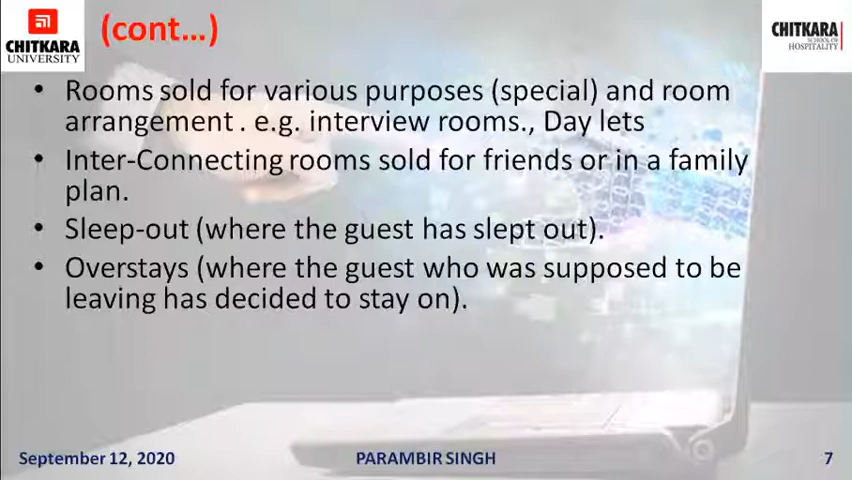 CHITKARA
UNIVERSITY
(cont...)
CHITKARA
SCHOOL OF
HOSPITALITY
• Rooms sold for various purposes (special) and room
arrangement . e.g. interview rooms., Day lets
• Inter-Connecting rooms sold for friends or in a family
plan.
• Sleep-out (where the guest has slept out).
• Overstays (where the guest who was supposed to be
leaving has decided to stay on).
September 12, 2020
PARAMBIR SINGH
7